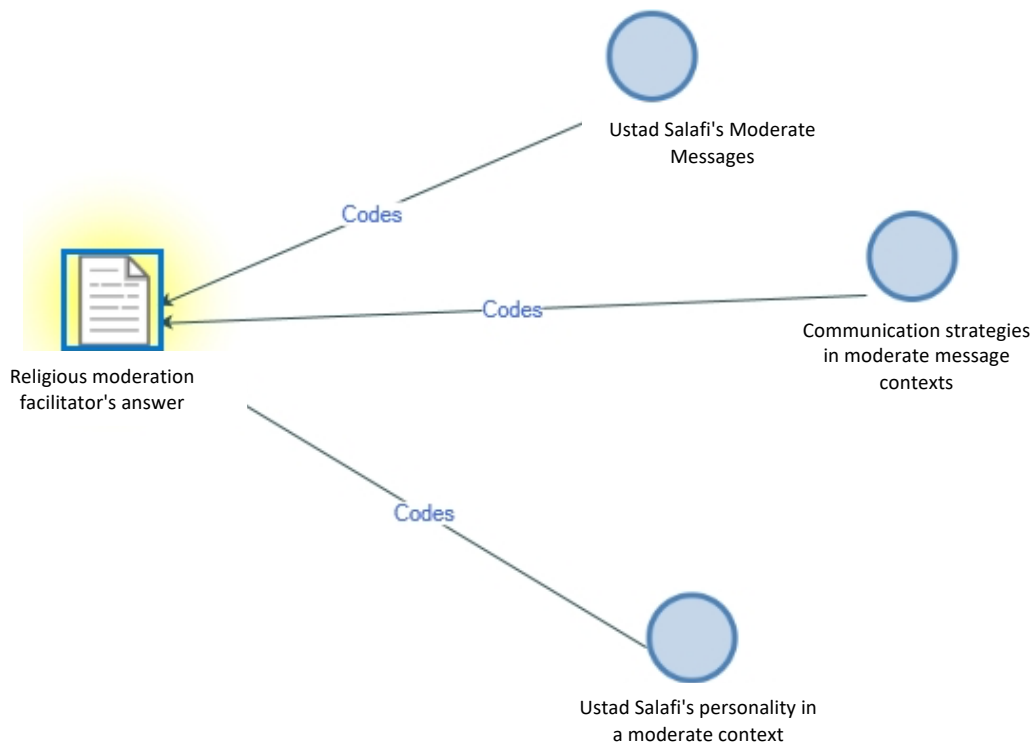 Ustad Salafi's Moderate
Messages
Codes
Codes
Communication strategies
in moderate message
contexts
Religious moderation
facilitator's answer
Codes
Ustad Salafi's personality in
a moderate context